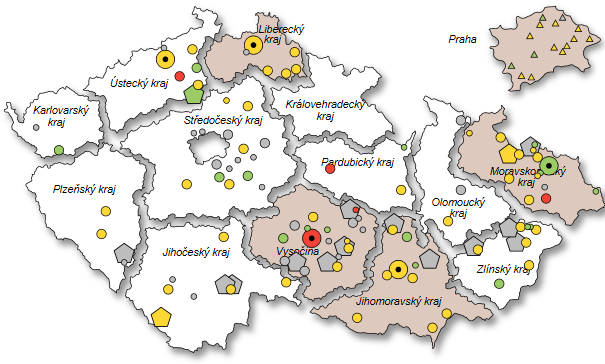 Liberecký
kraj
Praha
Ústecký kraj
Karlovarský
kraj
Královehradecký
kraj
Středočeský kraj
Pardubický kraj
Moravskoslezský
kraj
Plzeňský kraj
Olomoucký
kraj
Jihočeský kraj
Vysočina
Zlínský kraj
Jihomoravský kraj